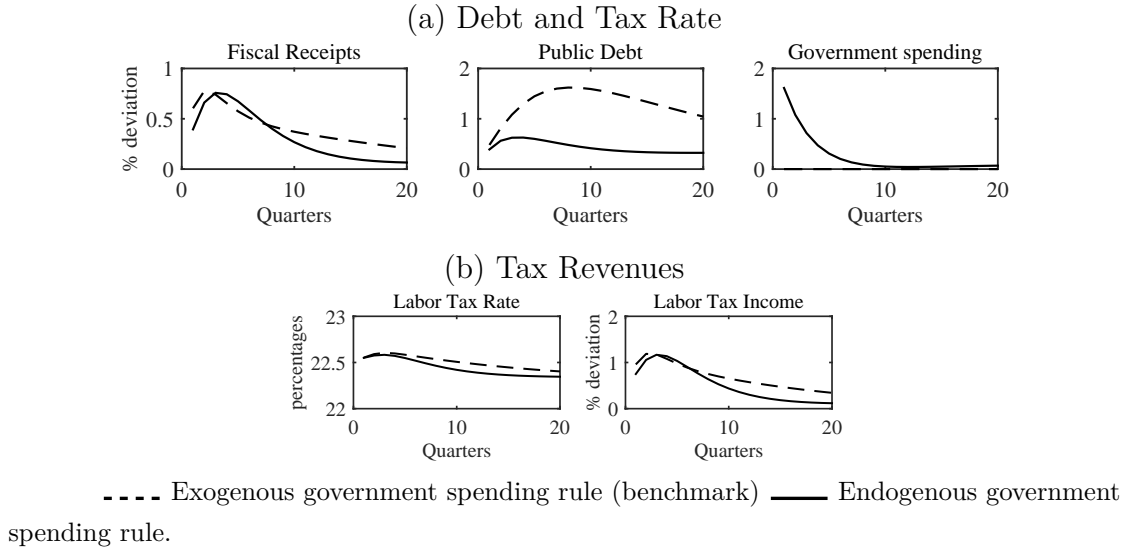 (a) Debt and Tax Rate
Fiscal Receipts Public Debt Government spending
% deviation
1
0.5
0
0 10 20
Quarters
2
1
0
0 10 20
Quarters
2
1
0
0 10 20
Quarters
(b) Tax Revenues
Labor Tax Rate Labor Tax Income
percentages
23
22.5
22
0 10 20
Quarters
% deviation
2
1
0
0 10 20
Quarters
Exogenous government spending rule (benchmark) Endogenous government
spending rule.